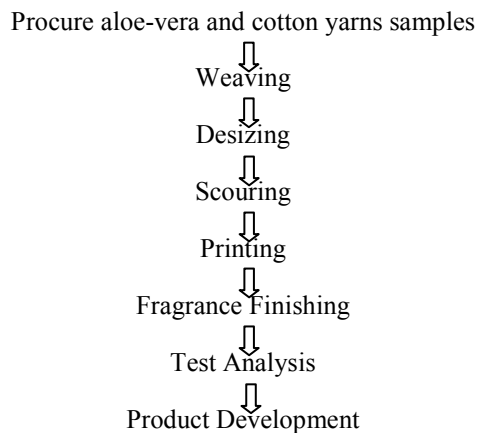 Procure aloe-vera and cotton yarns samples
Weaving
Desizing
Scouring
Printing
Fragrance Finishing
Test Analysis
Product Development